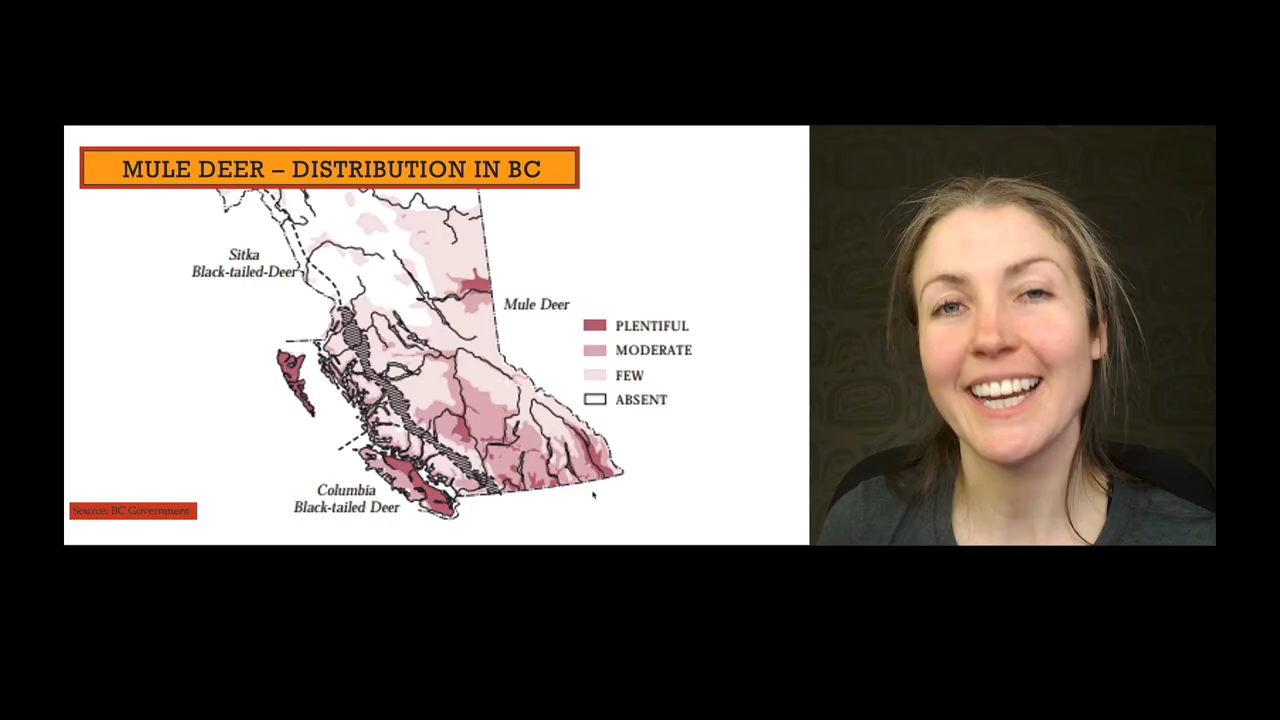 MULE DEER – DISTRIBUTION IN BC
Sitka
Black-tailed-Deer
Mule Deer
PLENTIFUL
MODERATE
FEW
ABSENT
Columbia
Black-tailed Deer
Source: BC Government